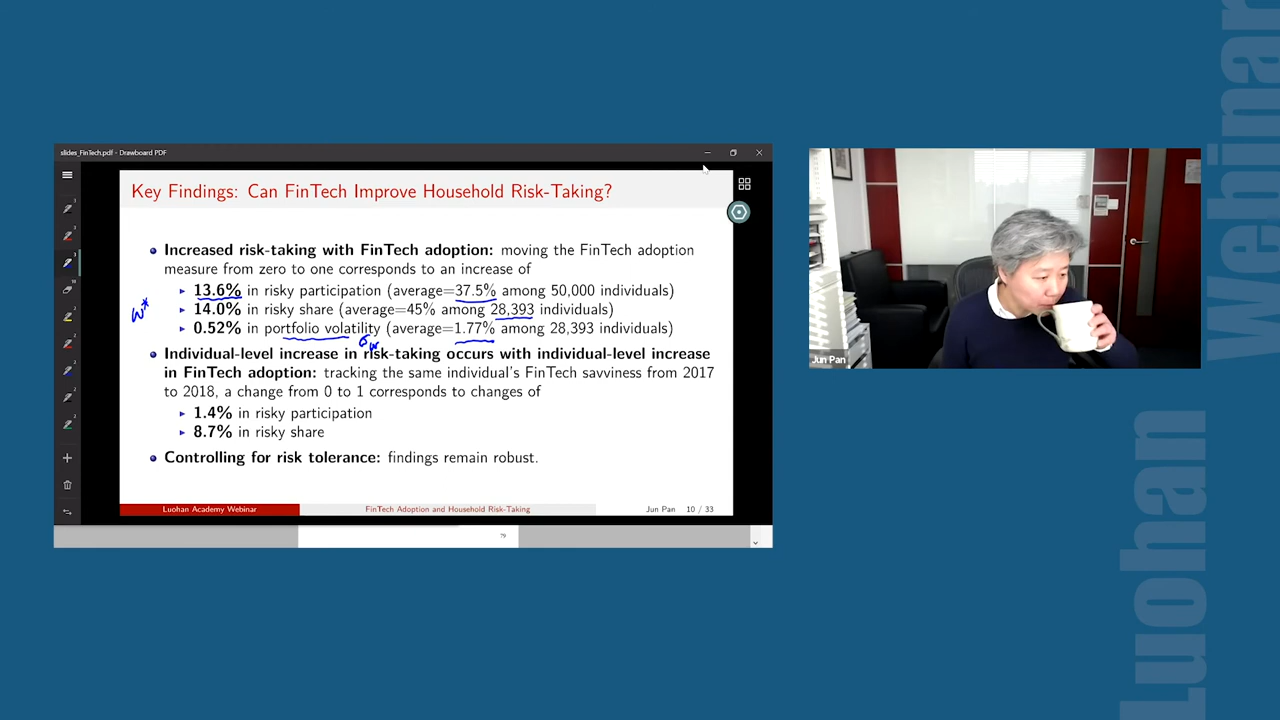 slides_FinTech.pdf - Drawboard PDF
Key Findings: Can FinTech Improve Household Risk-Taking?
Increased risk-taking with FinTech adoption: moving the FinTech adoption
measure from zero to one corresponds to an increase of
13.6% in risky participation (average=37.5% among 50,000 individuals)
14.0% in risky share (average=45% among 28,393 individuals)
0.52% in portfolio volatility (average=1.77% among 28,393 individuals)
w*
σw
Individual-level increase in risk-taking occurs with individual-level increase
in FinTech adoption: tracking the same individual's FinTech savviness from 2017
to 2018, a change from 0 to 1 corresponds to changes of
1.4% in risky participation
8.7% in risky share
Controlling for risk tolerance: findings remain robust.
Luohan Academy Webinar
FinTech Adoption and Household Risk-Taking
Jun Pan 10 / 33
79
Jun Pan
Luohan
Webinar